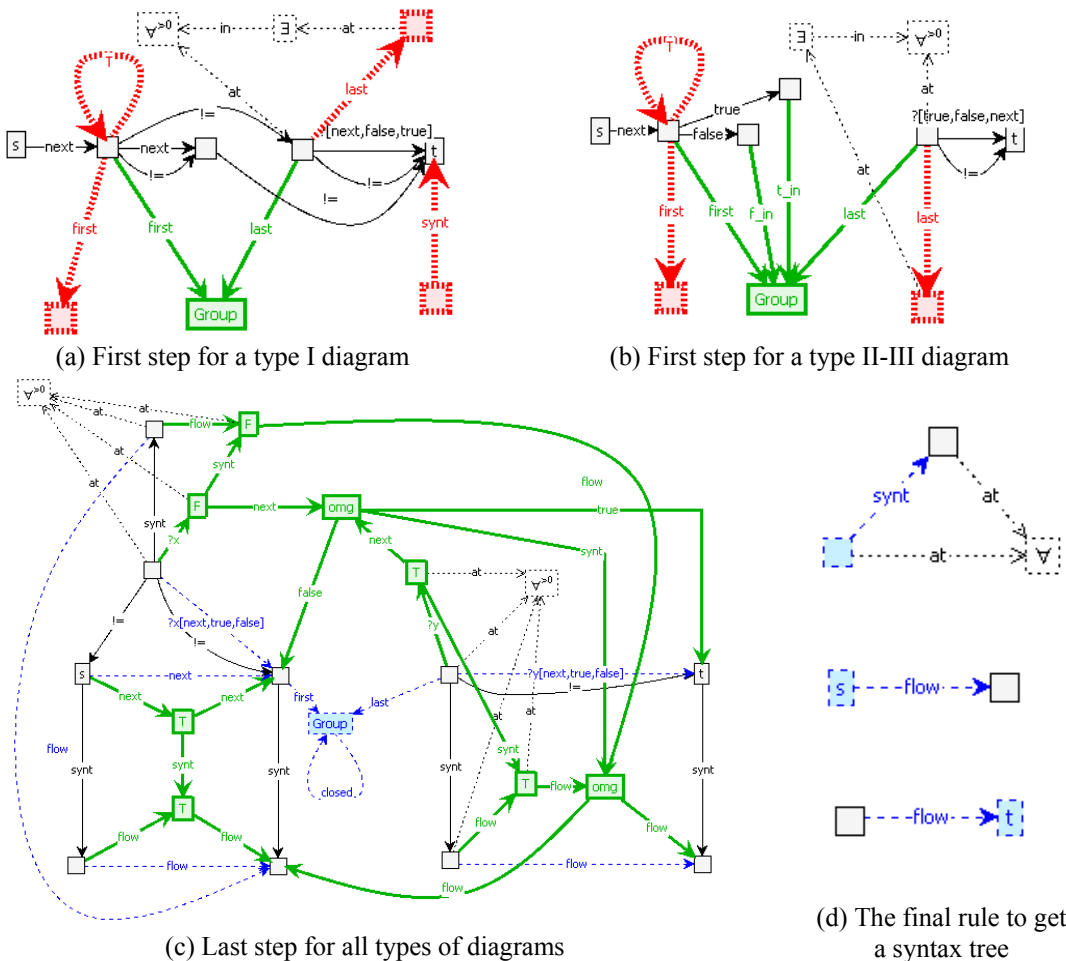 ∀>0
in
∃
at
T
at
last
!=
?[next,false,true]
s
next
next
!=
!=
t
!=
first
first
last
synt
Group
(a) First step for a type I diagram
∃
in
∀>0
T
at
true
?[true,false,next]
s
next
false
t
!=
at
first
first
f_in
t_in
last
last
Group
(b) First step for a type II-III diagram
∀>0
at
at
flow
F
at
synt
at
flow
synt
F
next
omg
true
?x
next
synt
T
at
∀>0
!=
false
?x[next,true,false]
?y
at
!=
s
next
?y[next,true,false]
t
!=
next
next
first
last
at
at
T
Group
flow
synt
synt
synt
closed
synt
synt
synt
T
T
flow
omg
flow
flow
flow
flow
flow
flow
flow
(c) Last step for all types of diagrams
synt
at
at
∀
s
flow
flow
t
(d) The final rule to get
a syntax tree